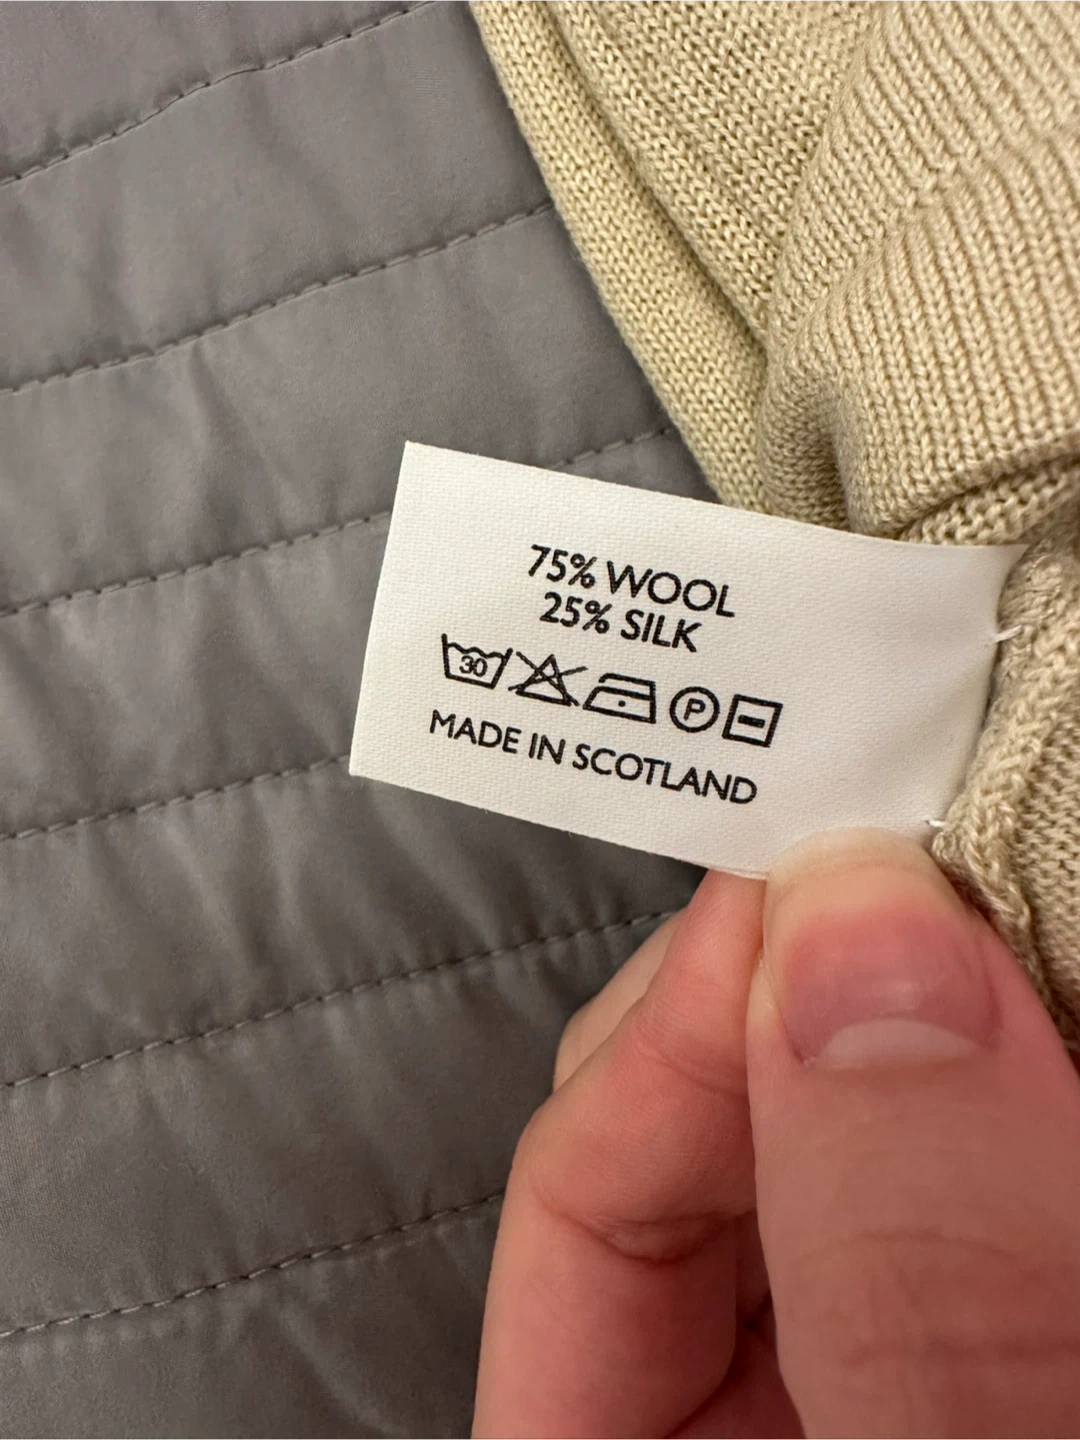 75% WOOL
25% SILK
30 P
MADE IN SCOTLAND